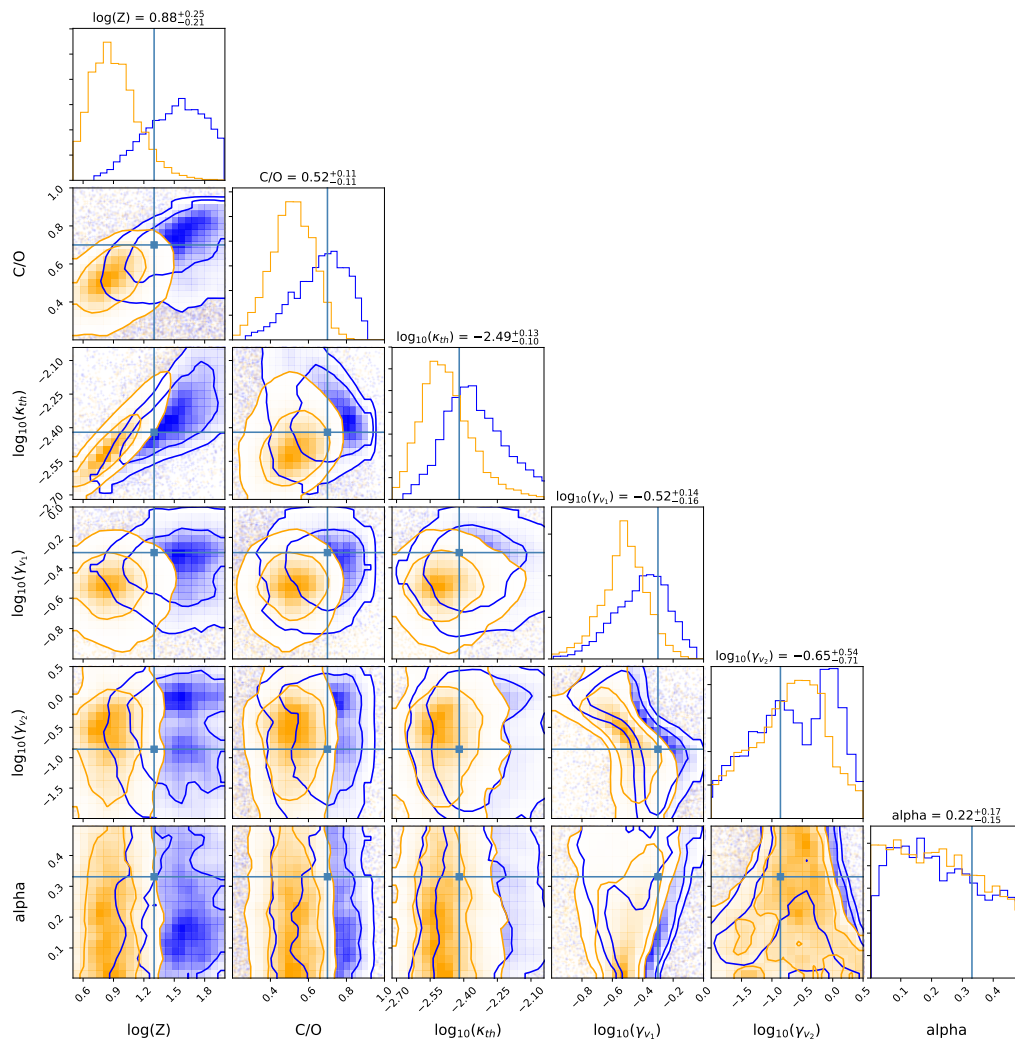 log(Z) = 0.88+0.25 −0.21
C/O = 0.52+0.11 −0.11
log10(κth) = −2.49+0.13 −0.10
log10(γv1) = −0.52+0.14 −0.16
log10(γv2) = −0.65+0.54 −0.71
alpha = 0.22+0.17 −0.15
1.0
0.8
0.6
0.4
C/O
−2.10
−2.25
−2.40
−2.55
−2.70
log10(κth)
0.0
−0.2
−0.4
−0.6
−0.8
log10(γv1)
0.5
0.0
−0.5
−1.0
−1.5
log10(γv2)
0.4
0.3
0.2
0.1
alpha
0.6 0.9 1.2 1.5 1.8
0.4 0.6 0.8 1.0
−2.70 −2.55 −2.40 −2.25 −2.10
−0.8 −0.6 −0.4 −0.2 0.0
−1.5 −1.0 −0.5 0.0 0.5
0.1 0.2 0.3 0.4
log(Z)
C/O
log10(κth)
log10(γv1)
log10(γv2)
alpha